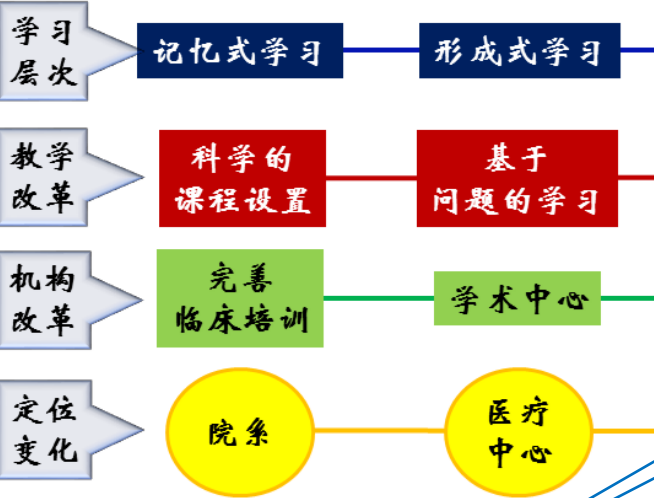 学习
层次
记忆式学习
形成式学习
教学
改革
科学的
课程设置
基于
问题的学习
机构
改革
完善
临床培训
学术中心
定位
变化
院系
医疗
中心